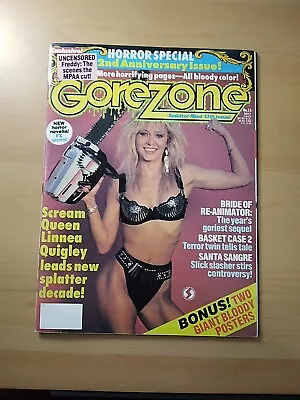 Exclusive!
UNCENSORED
Freddy: The
scenes the
MPAA cut!
HORROR SPECIAL
2nd Anniversary Issue!
More horrifying pages—All bloody color!
GoreZone
Splatter-filled 12th Issue!
NEW
horror
novella!
Scream
Queen
Linnea
Quigley
leads new
splatter
decade!
BRIDE OF
RE-ANIMATOR:
The year's
goriest sequel
BASKET CASE 2
Terror twin tells tale
SANTA SANGRE
Slick slasher stirs
controversy!
BONUS! TWO
GIANT BLOODY
POSTERS